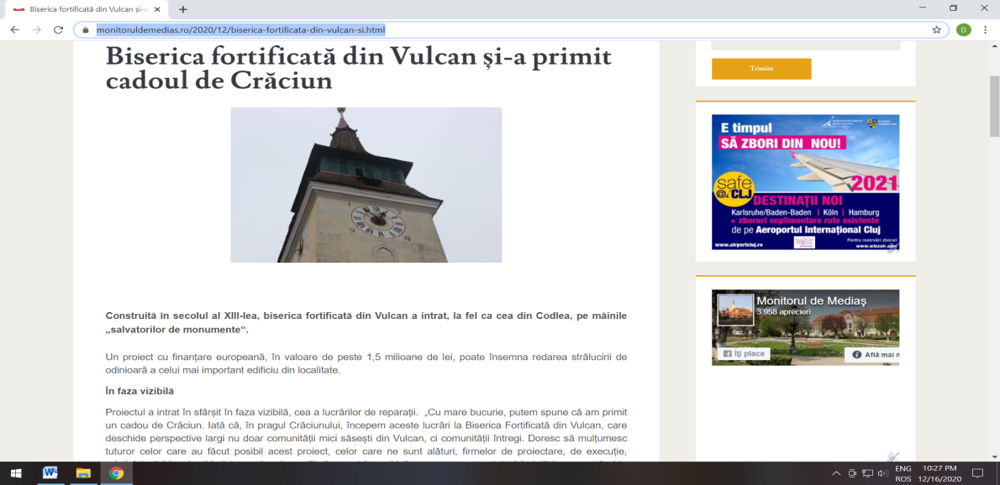 Biserica fortificată din Vulcan și-a
monitoruldemedias.ro/2020/12/biserica-fortificata-din-vulcan-si.html
D
Biserica fortificată din Vulcan și-a primit
cadoul de Crăciun
Construită în secolul al XIII-lea, biserica fortificată din Vulcan a intrat, la fel ca cea din Codlea, pe mâinile
„salvatorilor de monumente“.
Un proiect cu finanțare europeană, în valoare de peste 1,5 milioane de lei, poate însemna redarea strălucirii de
odinioară a celui mai important edificiu din localitate.
În faza vizibilă
Proiectul a intrat în sfârșit în faza vizibilă, cea a lucrărilor de reparații. „Cu mare bucurie, putem spune că am primit
un cadou de Crăciun. Iată că, în pragul Crăciunului, începem aceste lucrări la Biserica Fortificată din Vulcan, care
deschide perspective largi nu doar comunității mici săsești din Vulcan, ci comunității întregi. Doresc să mulțumesc
tuturor celor care au făcut posibil acest proiect, celor care ne sunt alături, firmelor de proiectare, de execuție,
Trimite
E timpul
SĂ ZBORI DIN NOU!
safe
@ CLJ
2021
DESTINAȚII NOI
Karlsruhe/Baden-Baden | Köln | Hamburg
+ zboruri suplimentare rute existente
de pe Aeroportul Internațional Cluj
Pentru rezervări zboruri
www.airportcluj.ro
www.wizzair.com
Monitorul de Mediaș
3.958 aprecieri
Îți place
Află mai m
W
ENG
ROS
10:27 PM
12/16/2020